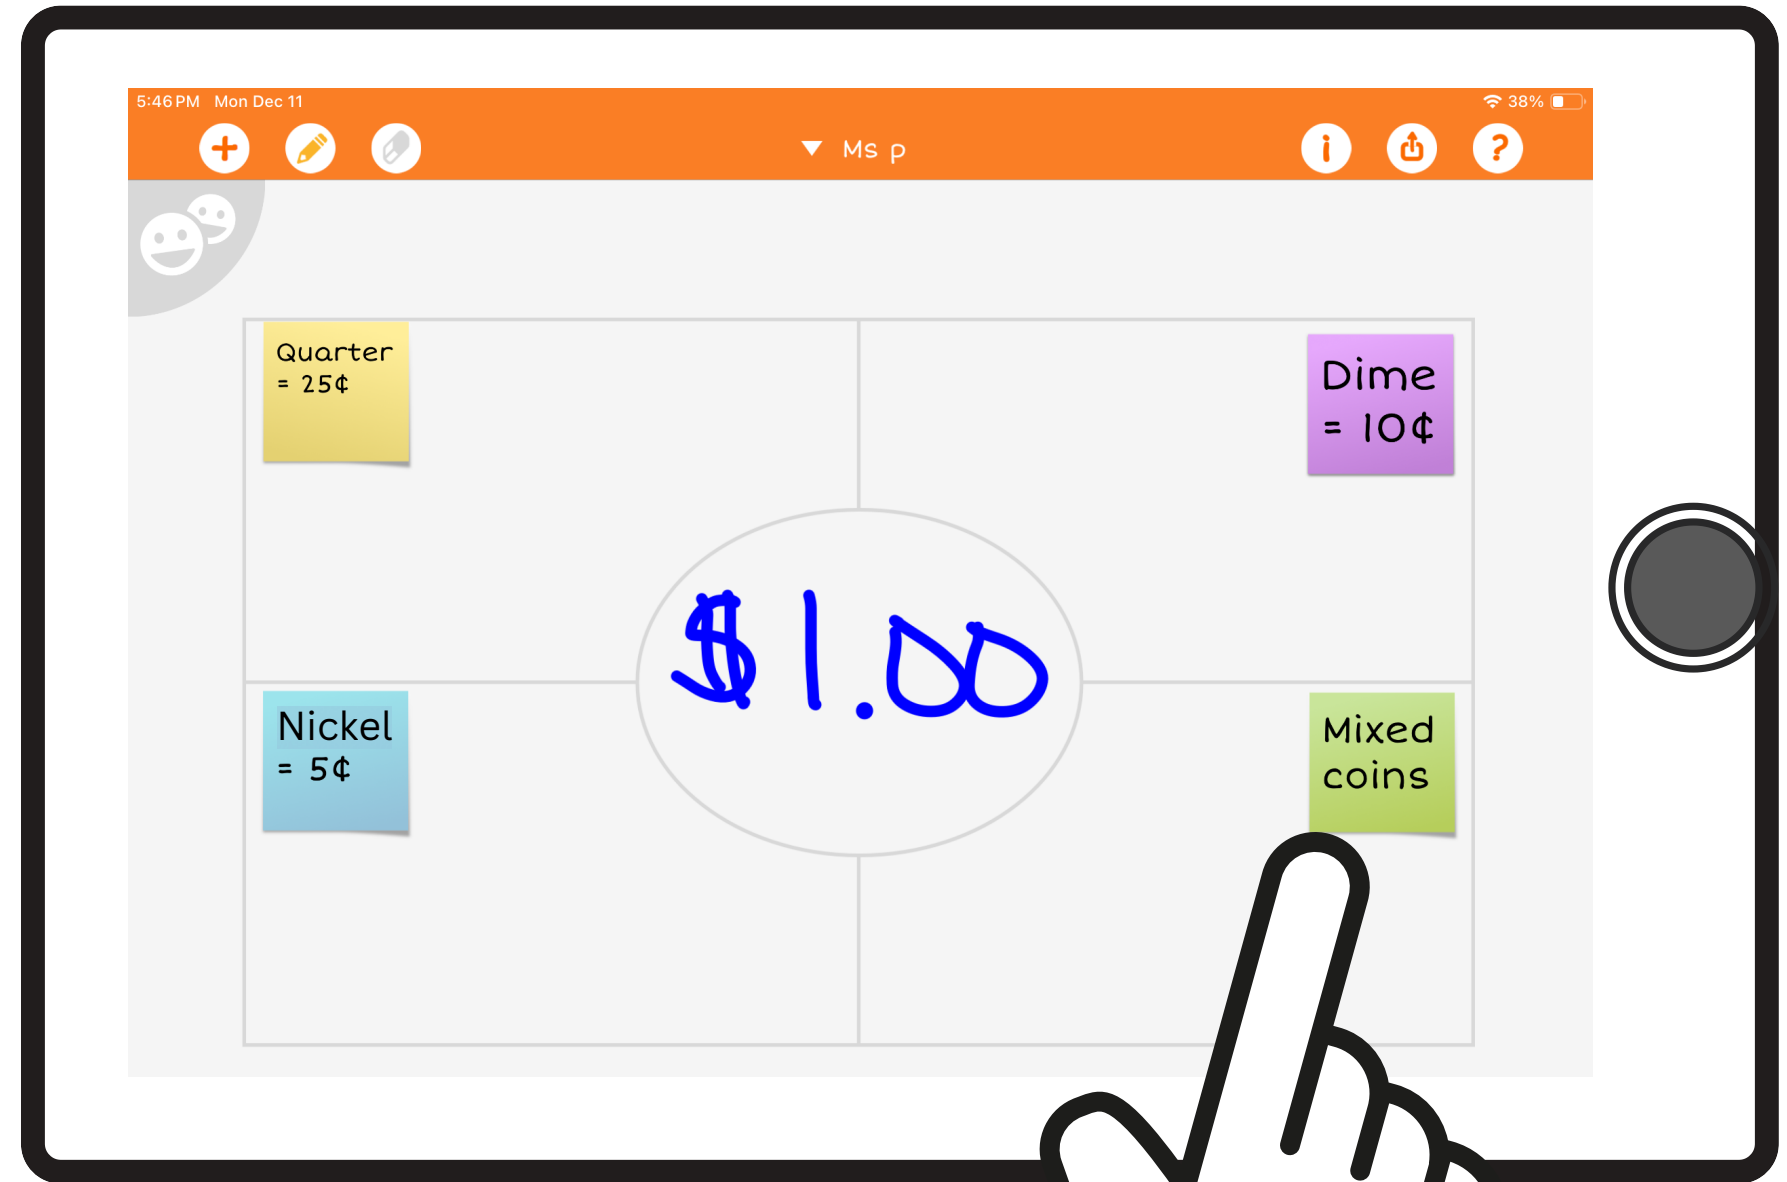 5:46 PM Mon Dec 11
38%
Ms p
i
?
Quarter
= 25¢
Dime
= 10¢
$1.00
Nickel
= 5¢
Mixed
coins